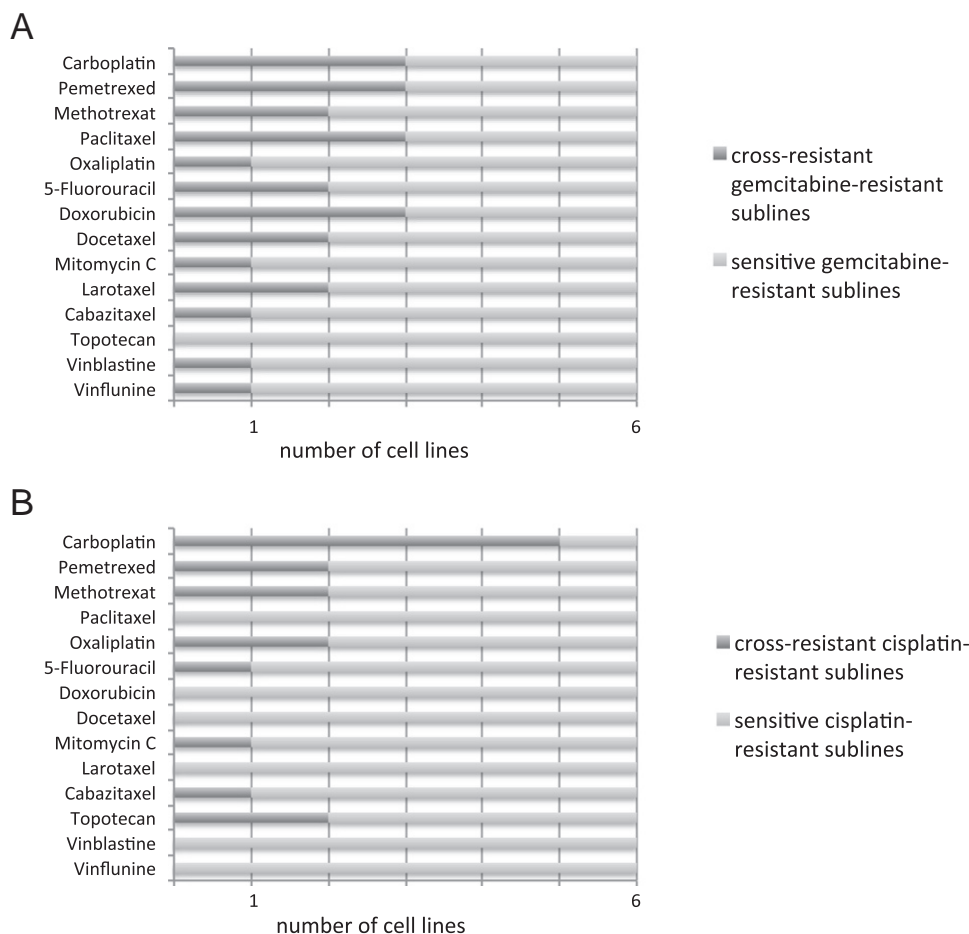 A
Carboplatin
Pemetrexed
Methotrexat
Paclitaxel
Oxaliplatin
5-Fluorouracil
Doxorubicin
Docetaxel
Mitomycin C
Larotaxel
Cabazitaxel
Topotecan
Vinblastine
Vinflunine
1 6
number of cell lines
cross-resistant
gemcitabine-resistant
sublines
sensitive gemcitabine-
resistant sublines
B
Carboplatin
Pemetrexed
Methotrexat
Paclitaxel
Oxaliplatin
5-Fluorouracil
Doxorubicin
Docetaxel
Mitomycin C
Larotaxel
Cabazitaxel
Topotecan
Vinblastine
Vinflunine
1 6
number of cell lines
cross-resistant cisplatin-
resistant sublines
sensitive cisplatin-
resistant sublines